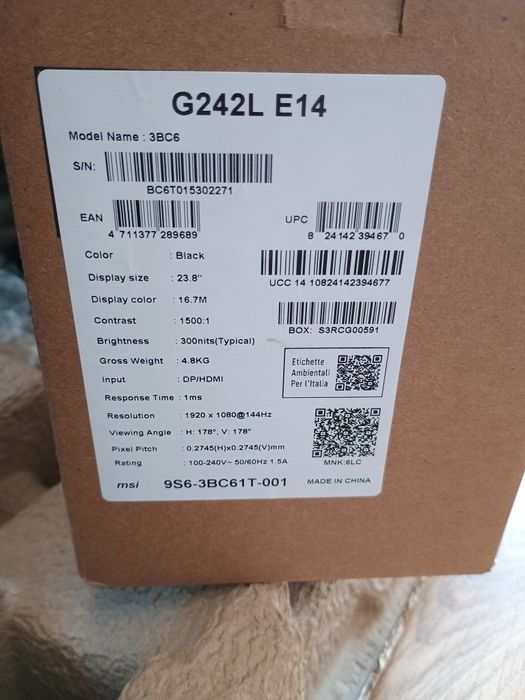 G242L E14
Model Name : 3BC6
S/N:
BC6T015302271
EAN
4 711377 289689
UPC
8 24142 39467 0
Color : Black
UCC 14 10824142394677
Display size : 23.8"
Display color : 16.7M
Contrast : 1500:1
BOX: S3RCG00591
Brightness : 300nits(Typical)
Gross Weight : 4.8KG
Etichette
Ambientali
Per l'Italia
Input : DP/HDMI
Response Time : 1ms
Resolution : 1920 x 1080@144Hz
Viewing Angle : H: 178°, V: 178°
Pixel Pitch : 0.2745(H)x0.2745(V)mm
Rating : 100-240V~ 50/60Hz 1.5A
MNK:6LC
msi 9S6-3BC61T-001 MADE IN CHINA